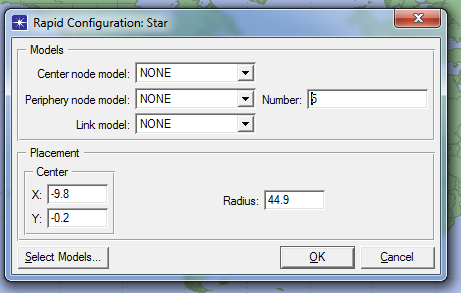 Rapid Configuration: Star
Models
Center node model: NONE
Periphery node model: NONE Number: 5
Link model: NONE
Placement
Center
X: -9.8
Radius: 44.9
Y: -0.2
Select Models... OK Cancel